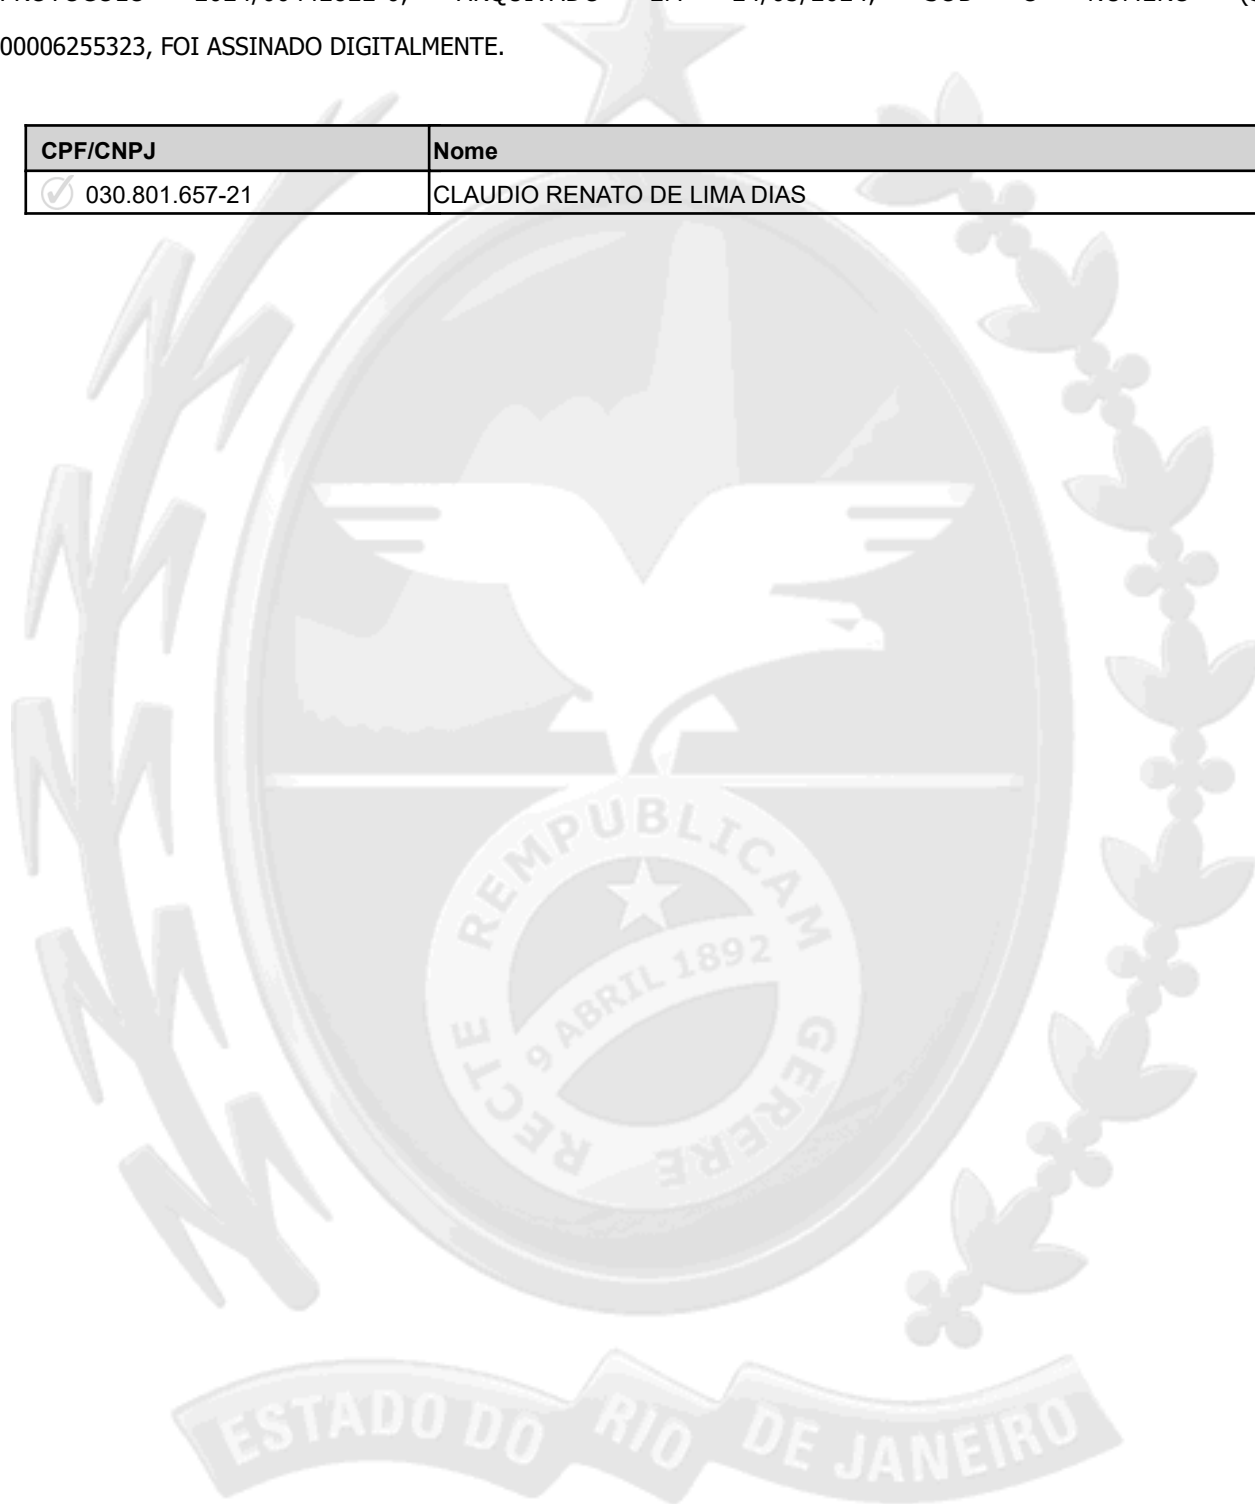 00006255323, FOI ASSINADO DIGITALMENTE.
CPF/CNPJ Nome
030.801.657-21 CLAUDIO RENATO DE LIMA DIAS
RECTE REMPUBLICAM GERERE
9 ABRIL 1892
ESTADO DO RIO DE JANEIRO